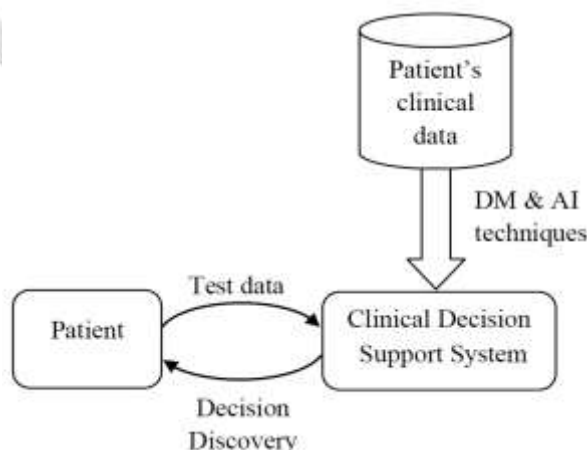 Patient's
clinical
data
DM & AI
techniques
Test data
Patient
Clinical Decision
Support System
Decision
Discovery